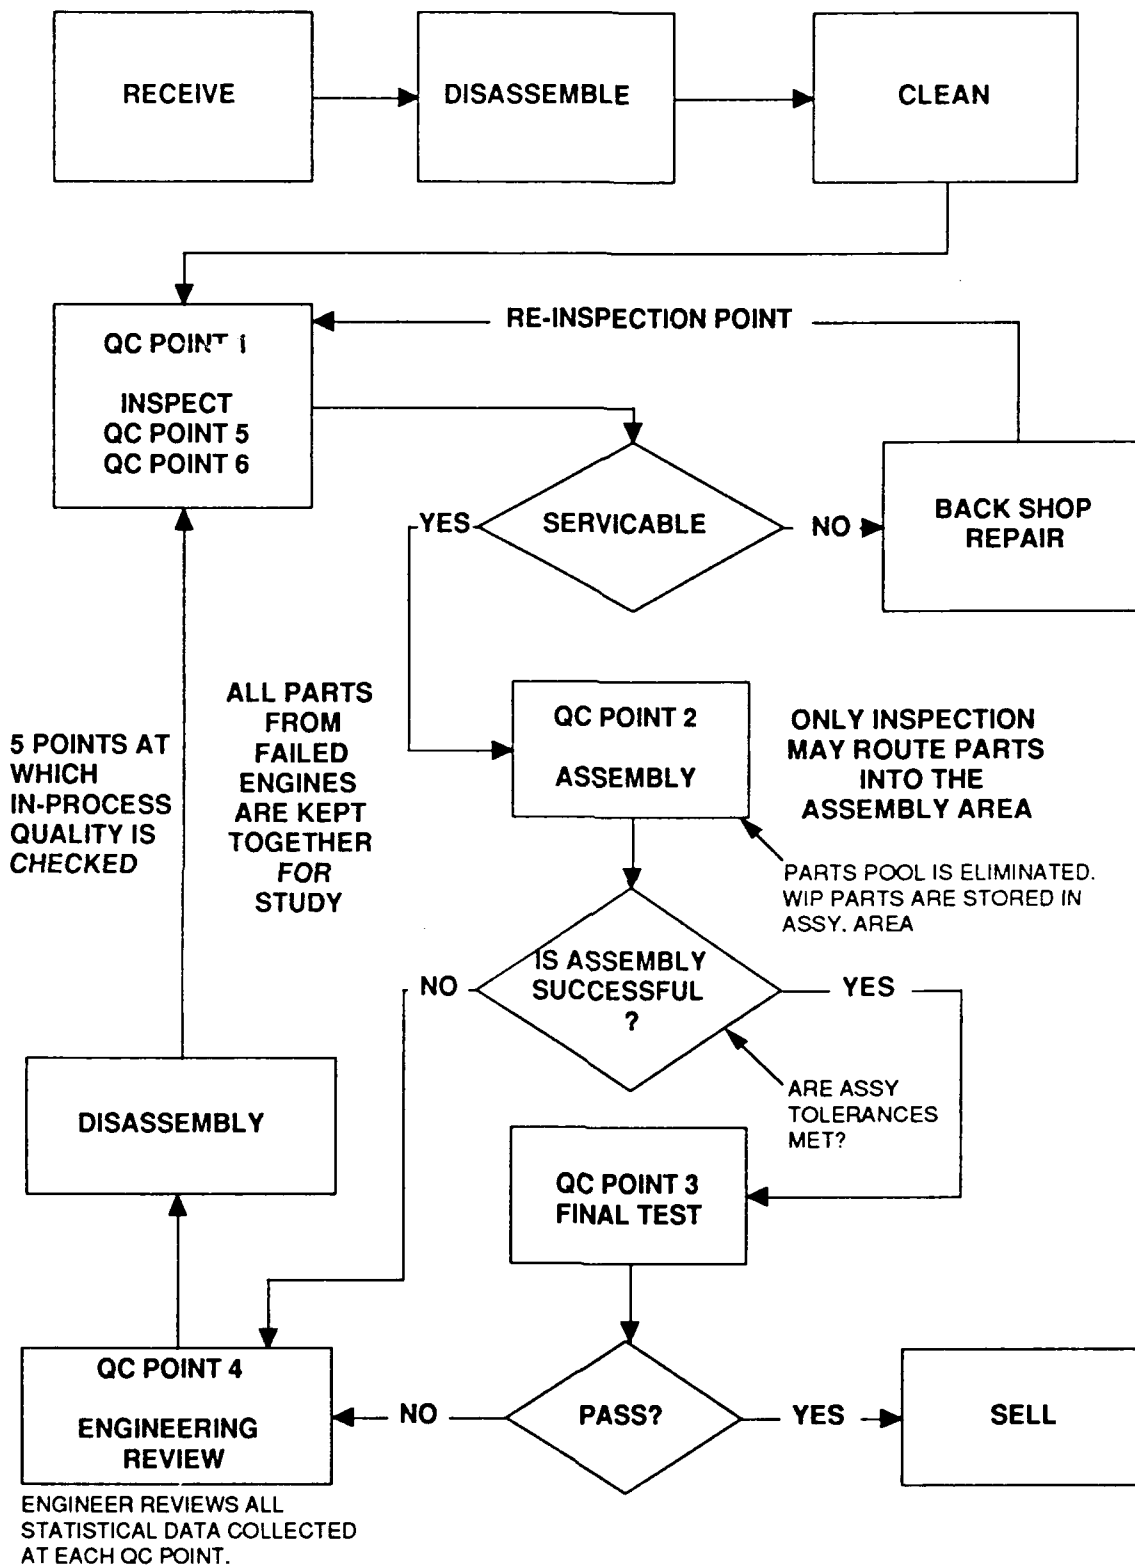 RECEIVE
DISASSEMBLE
CLEAN
RE-INSPECTION POINT
QC POINT 1
INSPECT
QC POINT 5
QC POINT 6
YES
SERVICABLE
NO
BACK SHOP
REPAIR
5 POINTS AT
WHICH
IN-PROCESS
QUALITY IS
CHECKED
ALL PARTS
FROM
FAILED
ENGINES
ARE KEPT
TOGETHER
FOR
STUDY
QC POINT 2
ASSEMBLY
ONLY INSPECTION
MAY ROUTE PARTS
INTO THE
ASSEMBLY AREA
PARTS POOL IS ELIMINATED.
WIP PARTS ARE STORED IN
ASSY. AREA
NO
IS ASSEMBLY
SUCCESSFUL
?
YES
ARE ASSY
TOLERANCES
MET?
DISASSEMBLY
QC POINT 3
FINAL TEST
QC POINT 4
ENGINEERING
REVIEW
NO
PASS?
YES
SELL
ENGINEER REVIEWS ALL
STATISTICAL DATA COLLECTED
AT EACH QC POINT.